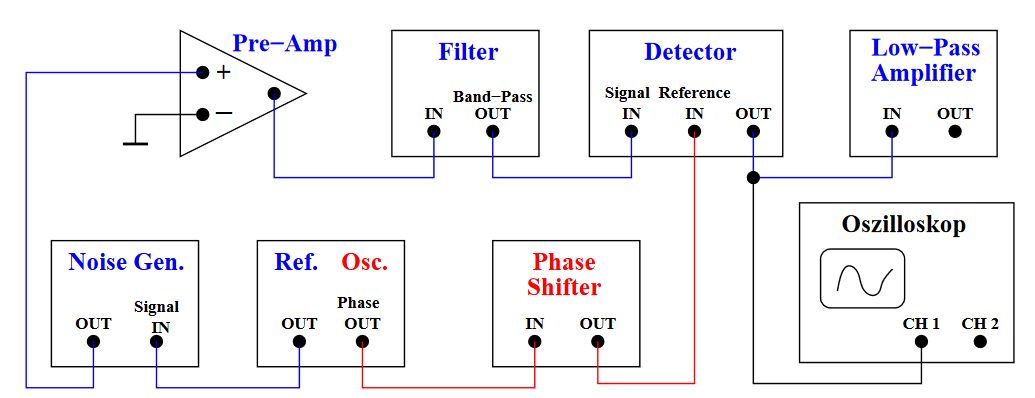 Pre−Amp
+
−
Filter
Band−Pass
IN OUT
Detector
Signal Reference
IN IN OUT
Low−Pass
Amplifier
IN OUT
Noise Gen.
Signal
OUT IN
Ref. Osc.
Phase
OUT OUT
Phase
Shifter
IN OUT
Oszilloskop
CH 1 CH 2